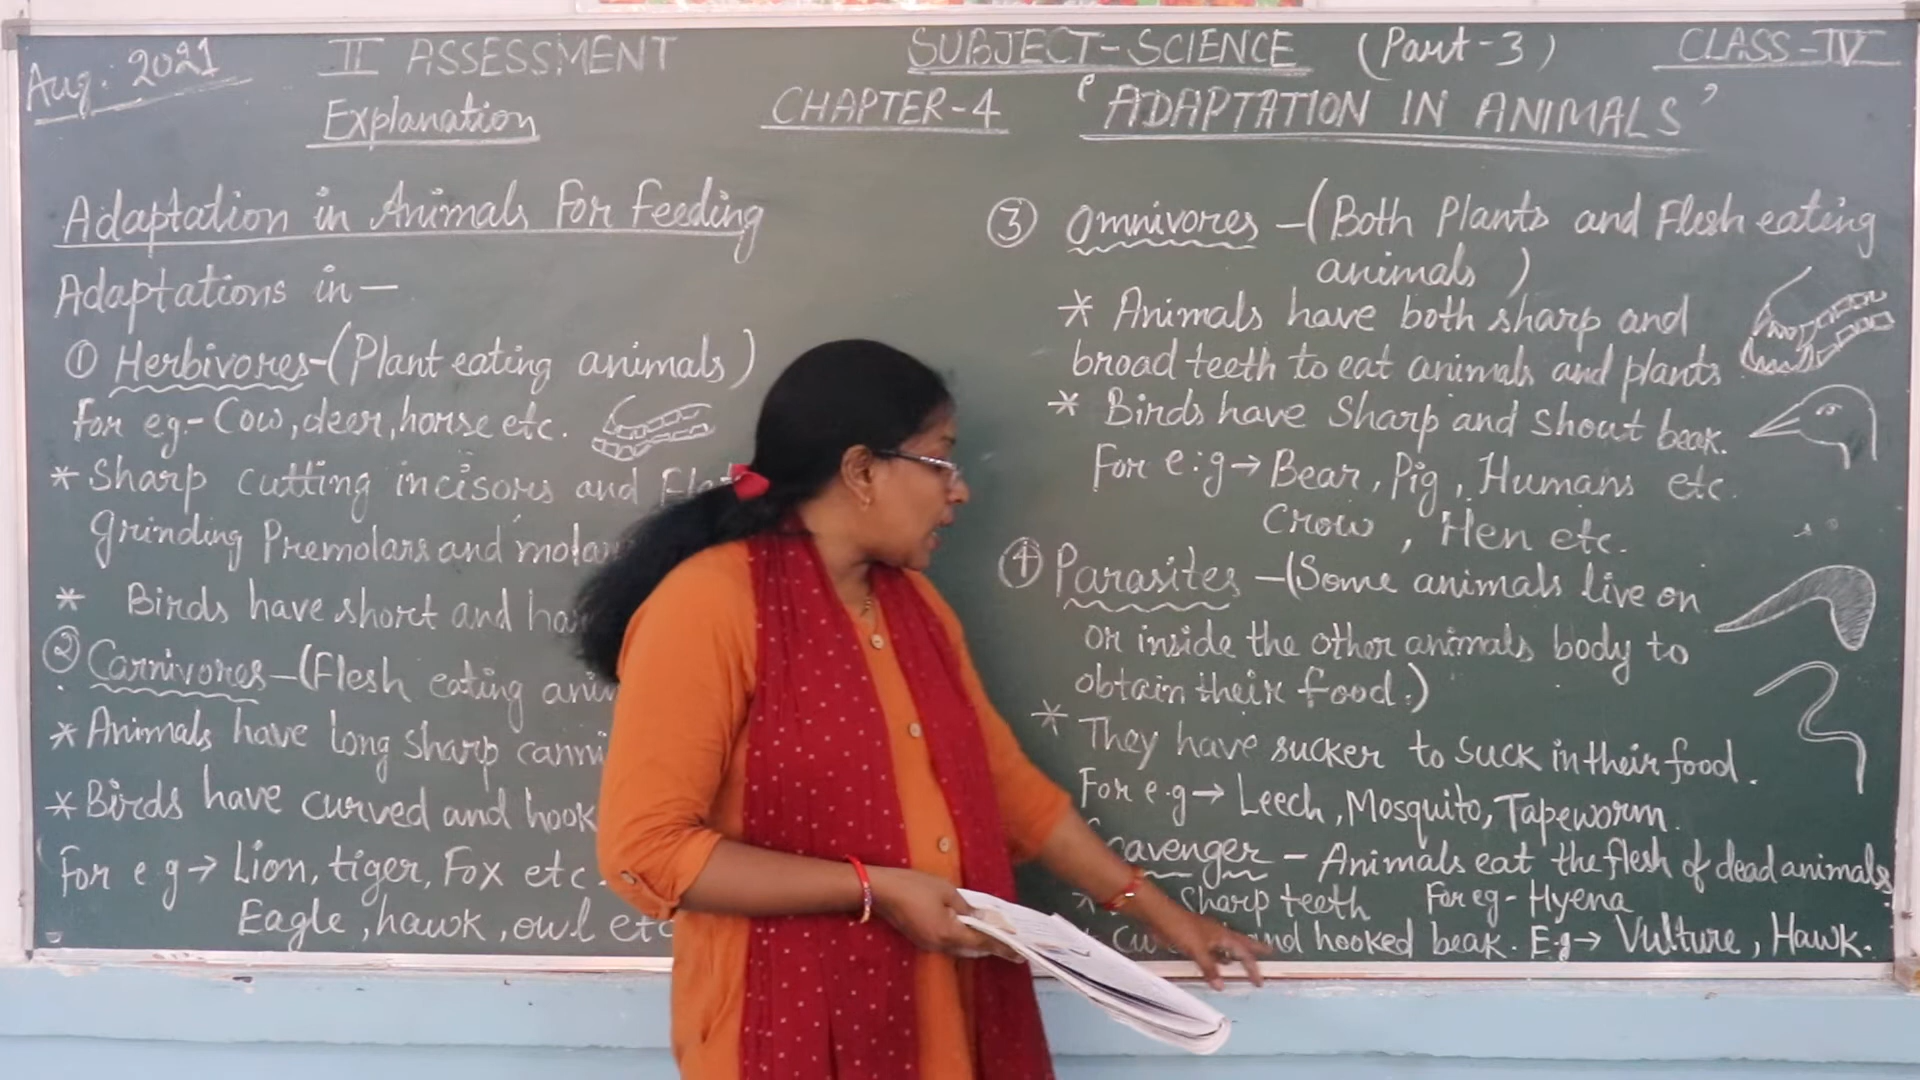 Aug. 2021
II ASSESSMENT
SUBJECT-SCIENCE (Part-3)
CLASS-IV
Explanation
CHAPTER-4
'ADAPTATION IN ANIMALS'
Adaptation in Animals For Feeding
Adaptations in-
① Herbivores-(Plant eating animals)
For eg.- Cow, deer, horse etc.
* Sharp cutting incisors and
grinding Premolars and
* Birds have short and
② Carnivores-(Flesh eating
* Animals have long sharp
* Birds have curved and
For e g → Lion, tiger, Fox etc.
Eagle, hawk, owl etc
③ Omnivores -(Both Plants and Flesh eating
animals)
* Animals have both sharp and
broad teeth to eat animals and plants
* Birds have Sharp and Shout beak.
For e.g → Bear, Pig, Humans etc.
Crow, Hen etc.
④ Parasites -(Some animals live on
or inside the other animals body to
obtain their food.)
* They have sucker to suck in their food.
For e.g → Leech, Mosquito, Tapeworm.
- Animals eat the flesh of dead animals
* Sharp teeth For eg- Hyena
and hooked beak. E.g → Vulture, Hawk.